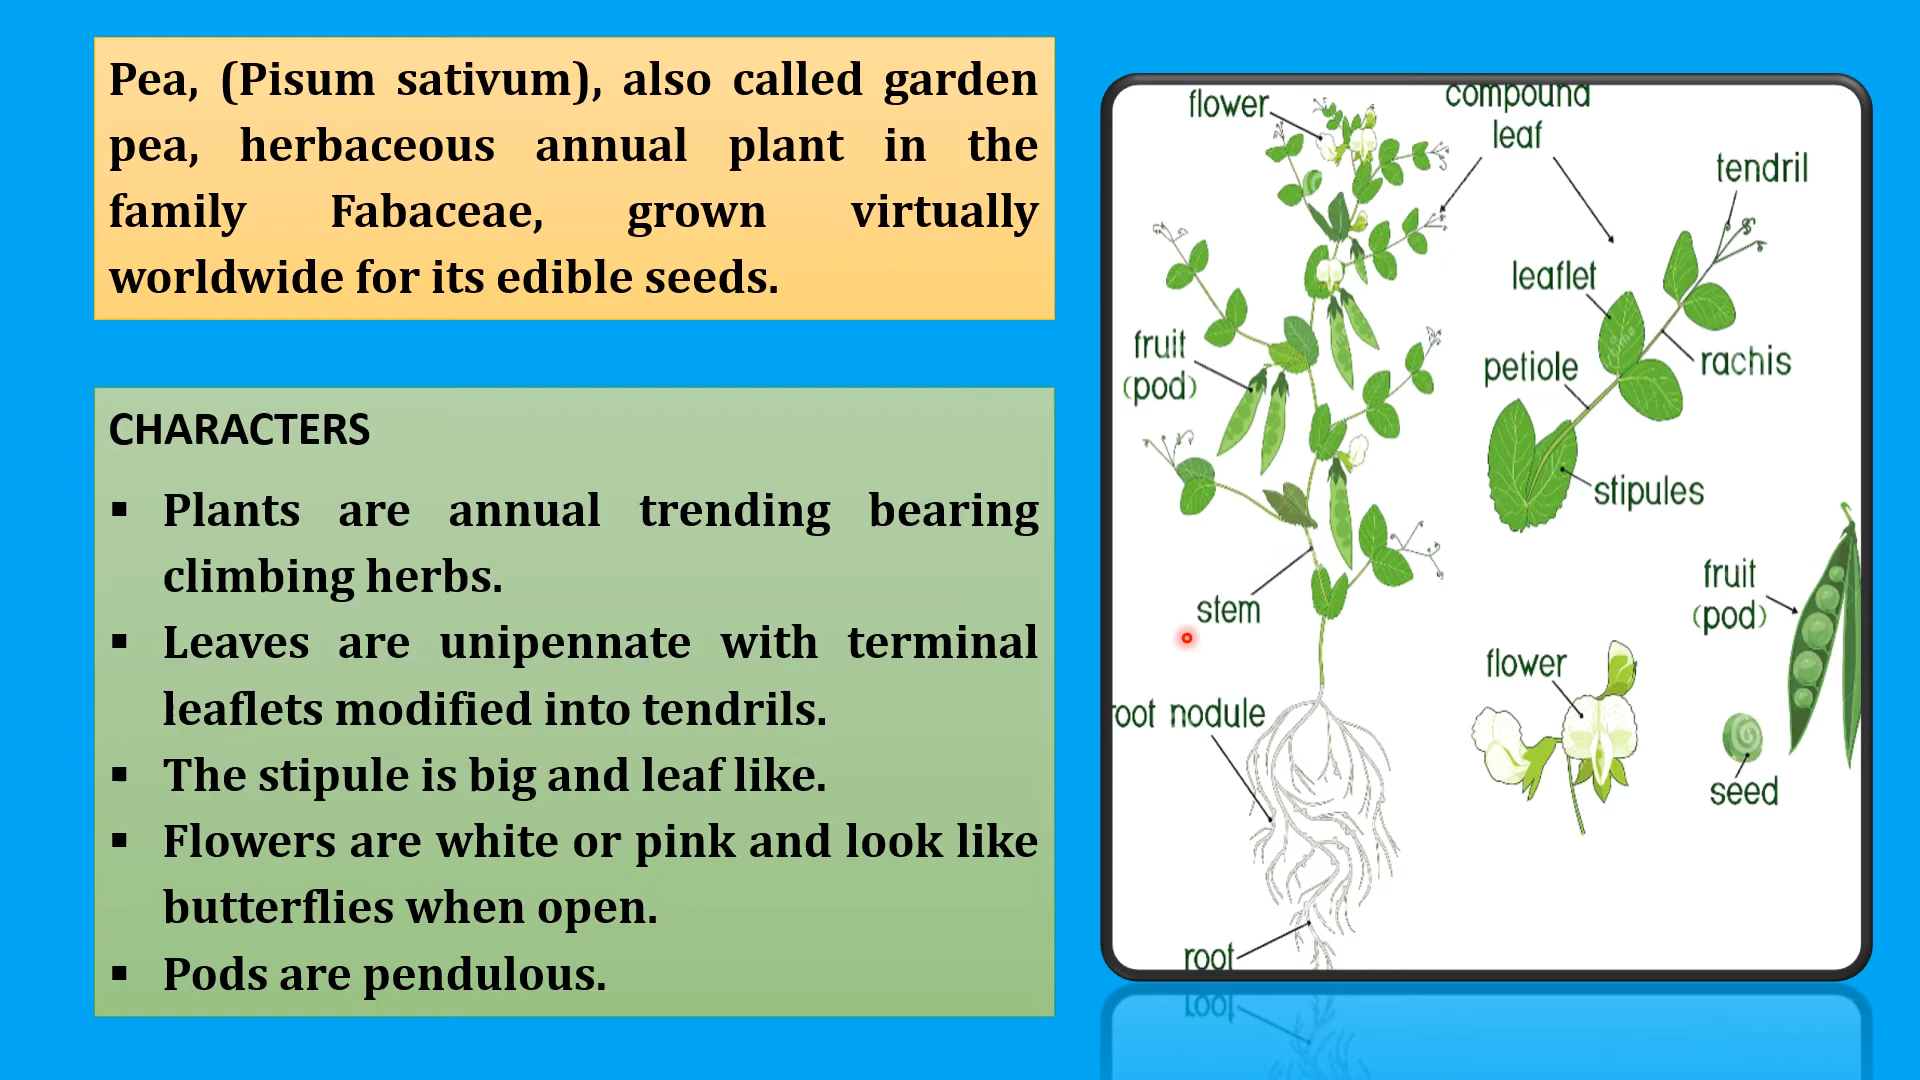 Pea, (Pisum sativum), also called garden
pea, herbaceous annual plant in the
family Fabaceae, grown virtually
worldwide for its edible seeds.
CHARACTERS
▪ Plants are annual trending bearing
climbing herbs.
▪ Leaves are unipennate with terminal
leaflets modified into tendrils.
▪ The stipule is big and leaf like.
▪ Flowers are white or pink and look like
butterflies when open.
▪ Pods are pendulous.
flower
compound
leaf
tendril
leaflet
fruit
(pod)
petiole
rachis
stipules
stem
fruit
(pod)
flower
root nodule
seed
root